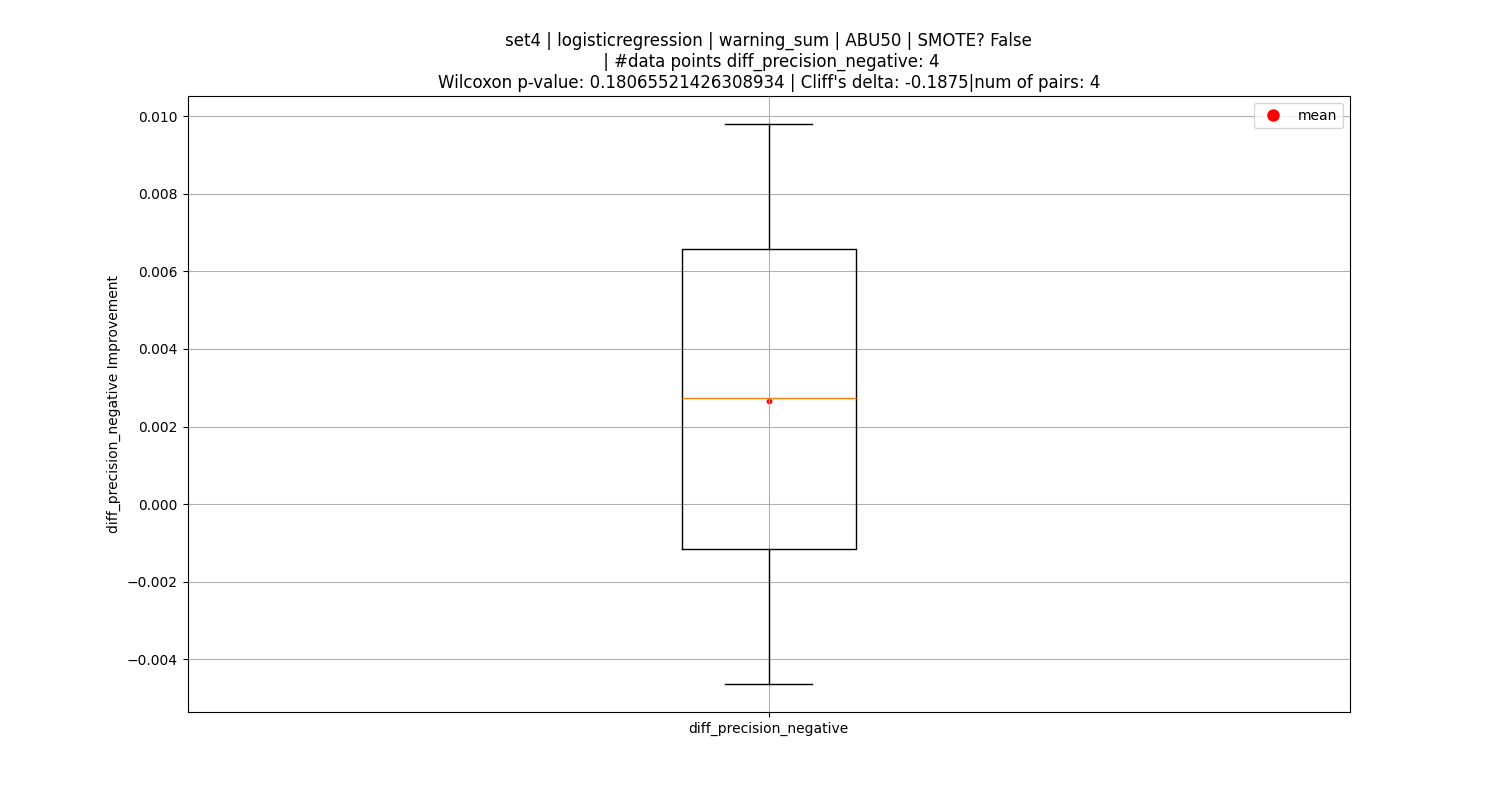 set4 | logisticregression | warning_sum | ABU50 | SMOTE? False
| #data points diff_precision_negative: 4
Wilcoxon p-value: 0.18065521426308934 | Cliff's delta: -0.1875|num of pairs: 4
mean
0.010
0.008
0.006
0.004
0.002
0.000
−0.002
−0.004
diff_precision_negative Improvement
diff_precision_negative